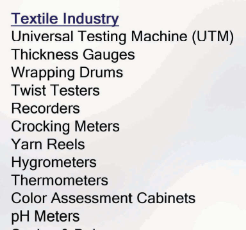 Textile Industry
Universal Testing Machine (UTM)
Thickness Gauges
Wrapping Drums
Twist Testers
Recorders
Crocking Meters
Yarn Reels
Hygrometers
Thermometers
Color Assessment Cabinets
pH Meters